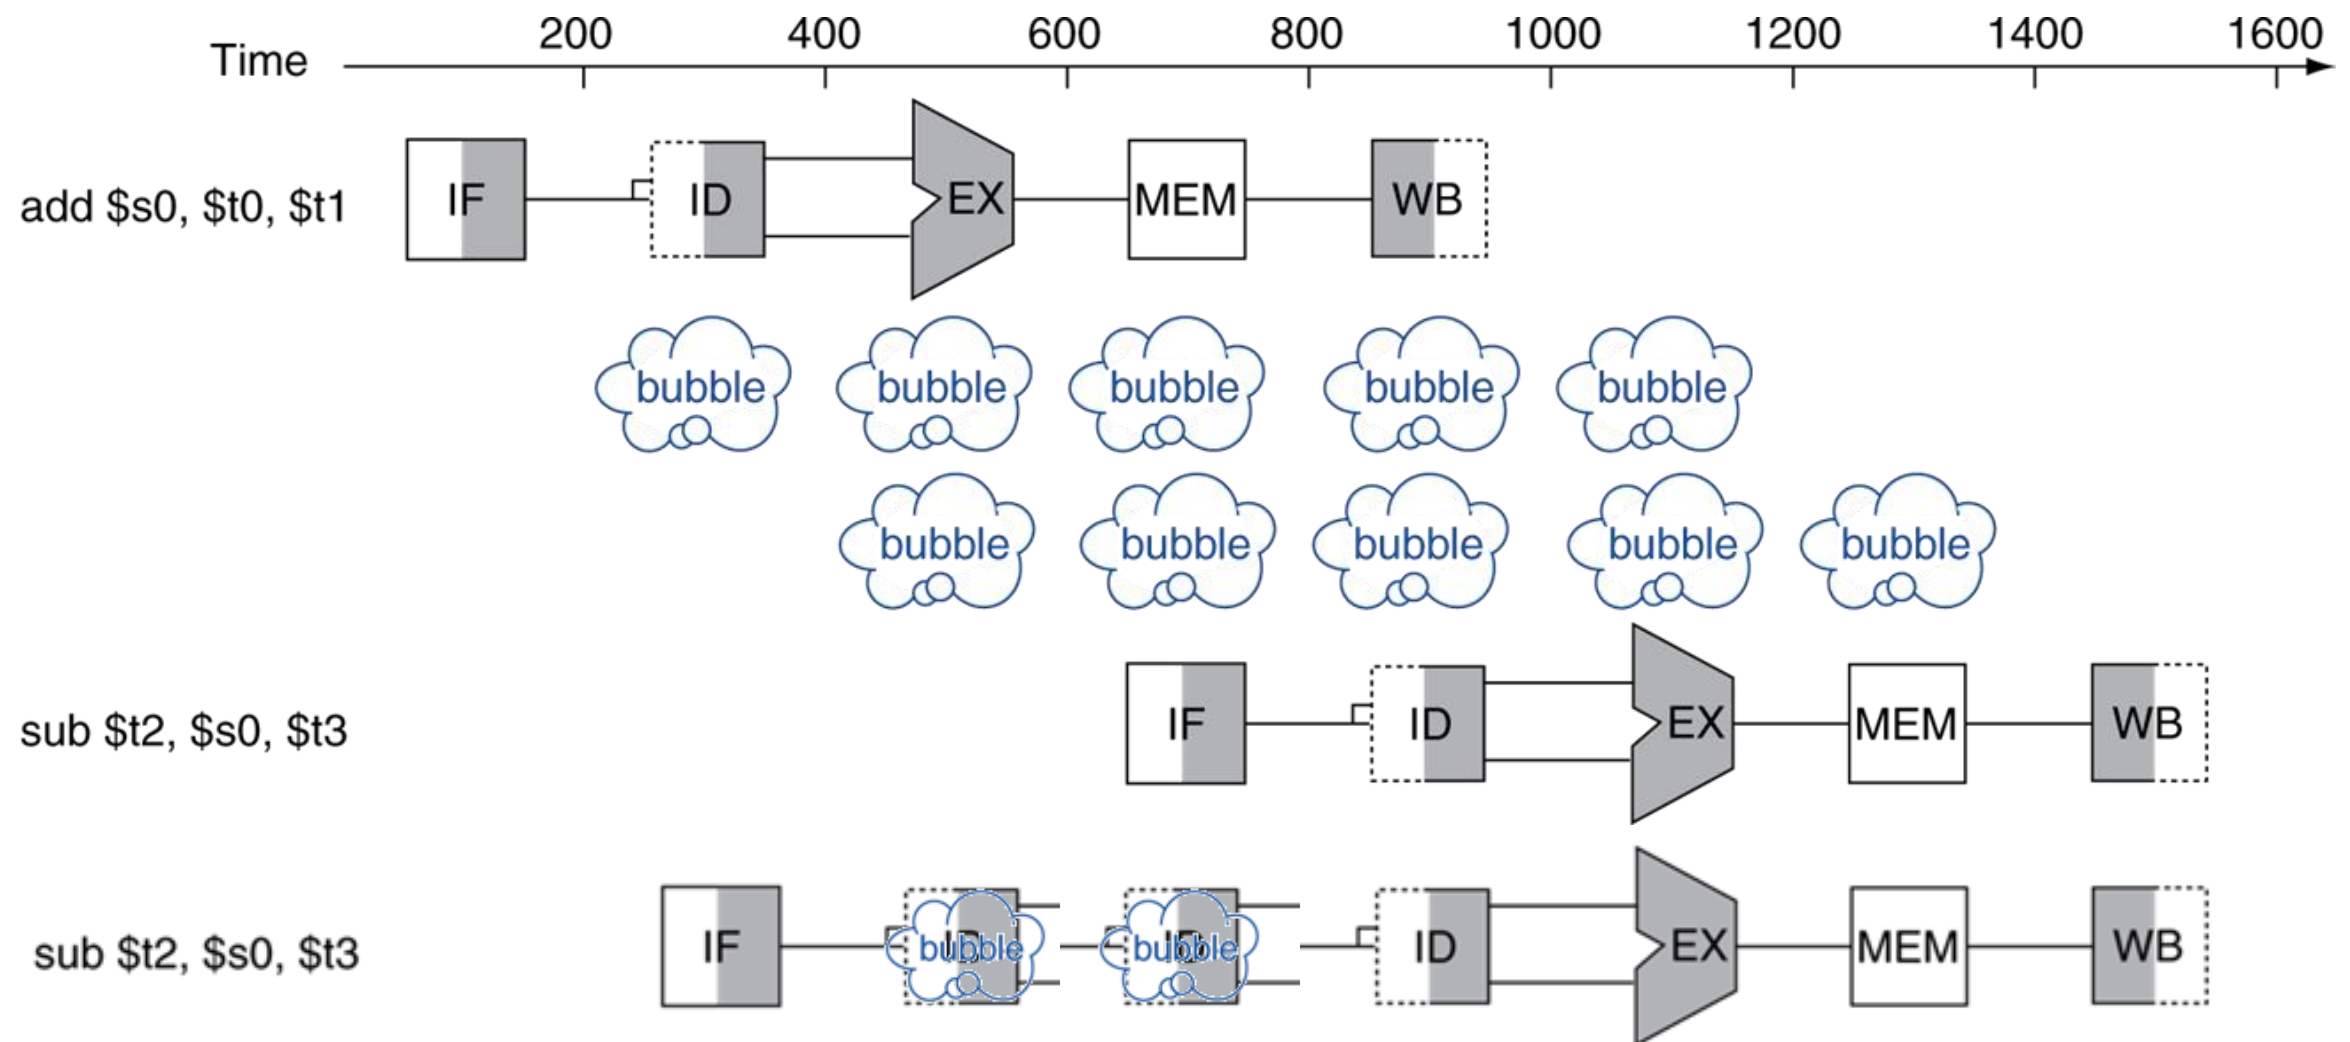 200 400 600 800 1000 1200 1400 1600
Time
add $s0, $t0, $t1 IF ID EX MEM WB
bubble bubble bubble bubble bubble
bubble bubble bubble bubble bubble
sub $t2, $s0, $t3 IF ID EX MEM WB
sub $t2, $s0, $t3 IF bubble bubble ID EX MEM WB